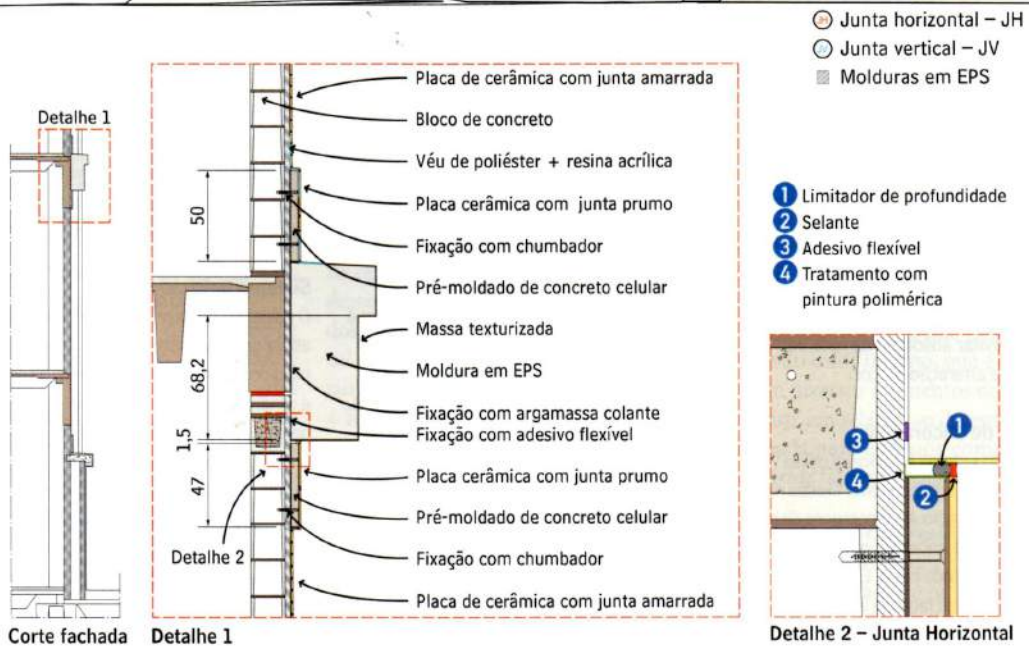 JH Junta horizontal – JH
JV Junta vertical – JV
Molduras em EPS
Detalhe 1
Corte fachada
Placa de cerâmica com junta amarrada
Bloco de concreto
Véu de poliéster + resina acrílica
Placa cerâmica com junta prumo
Fixação com chumbador
Pré-moldado de concreto celular
Massa texturizada
Moldura em EPS
Fixação com argamassa colante
Fixação com adesivo flexível
Placa cerâmica com junta prumo
Pré-moldado de concreto celular
Fixação com chumbador
Placa de cerâmica com junta amarrada
50
68,2
1,5
47
Detalhe 2
Detalhe 1
1 Limitador de profundidade
2 Selante
3 Adesivo flexível
4 Tratamento com
pintura polimérica
3
1
4
2
Detalhe 2 – Junta Horizontal